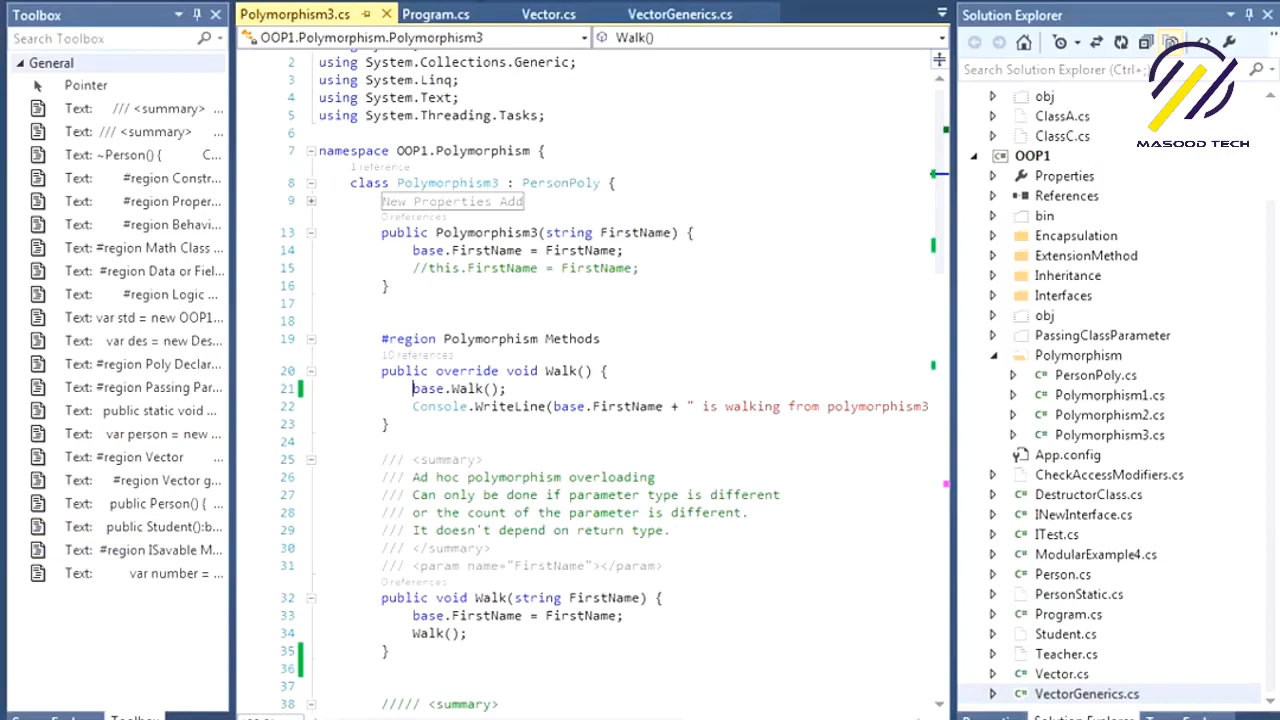 Toolbox
Search Toolbox
General
Pointer
Text: /// <summary> ...
Text: /// <summary> ...
Text: ~Person() { C...
Text: #region Constr...
Text: #region Proper...
Text: #region Behavi...
Text: #region Math Class ...
Text: #region Data or Fiel...
Text: #region Logic ...
Text: var std = new OOP1...
Text: var des = new Des...
Text: #region Poly Declar...
Text: #region Passing Par...
Text: public static void ...
Text: var person = new ...
Text: #region Vector
Text: #region Vector g...
Text: public Person() { ...
Text: public Student():b...
Text: #region ISavable M...
Text: var number = ...
Polymorphism3.cs
Program.cs
Vector.cs
VectorGenerics.cs
OOP1.Polymorphism.Polymorphism3
Walk()
2 using System.Collections.Generic;
3 using System.Linq;
4 using System.Text;
5 using System.Threading.Tasks;
6
7 namespace OOP1.Polymorphism {
1 reference
8 class Polymorphism3 : PersonPoly {
9 New Properties Add
0 references
13 public Polymorphism3(string FirstName) {
14 base.FirstName = FirstName;
15 //this.FirstName = FirstName;
16 }
17
18
19 #region Polymorphism Methods
10 references
20 public override void Walk() {
21 base.Walk();
22 Console.WriteLine(base.FirstName + " is walking from polymorphism3
23 }
24
25 /// <summary>
26 /// Ad hoc polymorphism overloading
27 /// Can only be done if parameter type is different
28 /// or the count of the parameter is different.
29 /// It doesn't depend on return type.
30 /// </summary>
31 /// <param name="FirstName"></param>
0 references
32 public void Walk(string FirstName) {
33 base.FirstName = FirstName;
34 Walk();
35 }
36
37
38 ///// <summary>
Solution Explorer
Search Solution Explorer (Ctrl+;
MASOOD TECH
obj
ClassA.cs
ClassC.cs
OOP1
Properties
References
bin
Encapsulation
ExtensionMethod
Inheritance
Interfaces
obj
PassingClassParameter
Polymorphism
PersonPoly.cs
Polymorphism1.cs
Polymorphism2.cs
Polymorphism3.cs
App.config
CheckAccessModifiers.cs
DestructorClass.cs
INewInterface.cs
ITest.cs
ModularExample4.cs
Person.cs
PersonStatic.cs
Program.cs
Student.cs
Teacher.cs
Vector.cs
VectorGenerics.cs